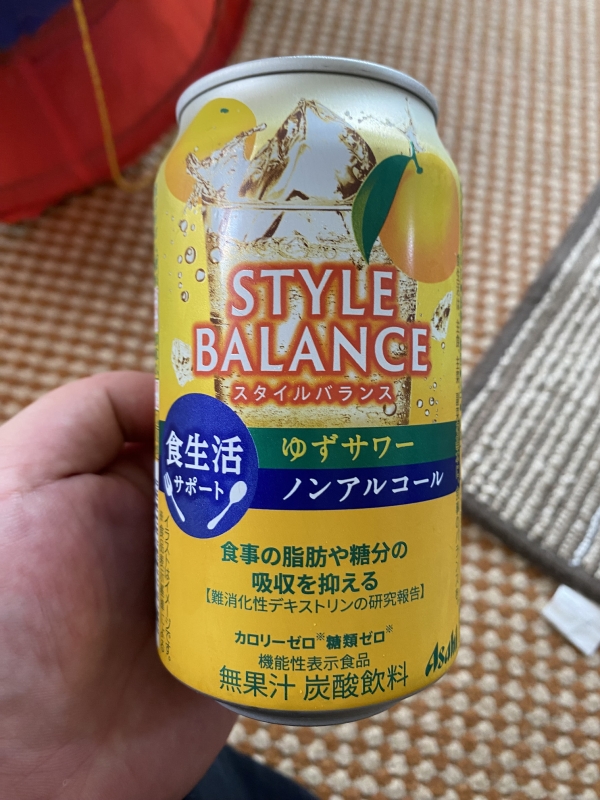 STYLE
BALANCE
スタイルバランス
食生活
サポート
ゆずサワー
ノンアルコール
食事の脂肪や糖分の
吸収を抑える
【難消化性デキストリンの研究報告】
カロリーゼロ※糖類ゼロ※
機能性表示食品
無果汁 炭酸飲料
Asahi